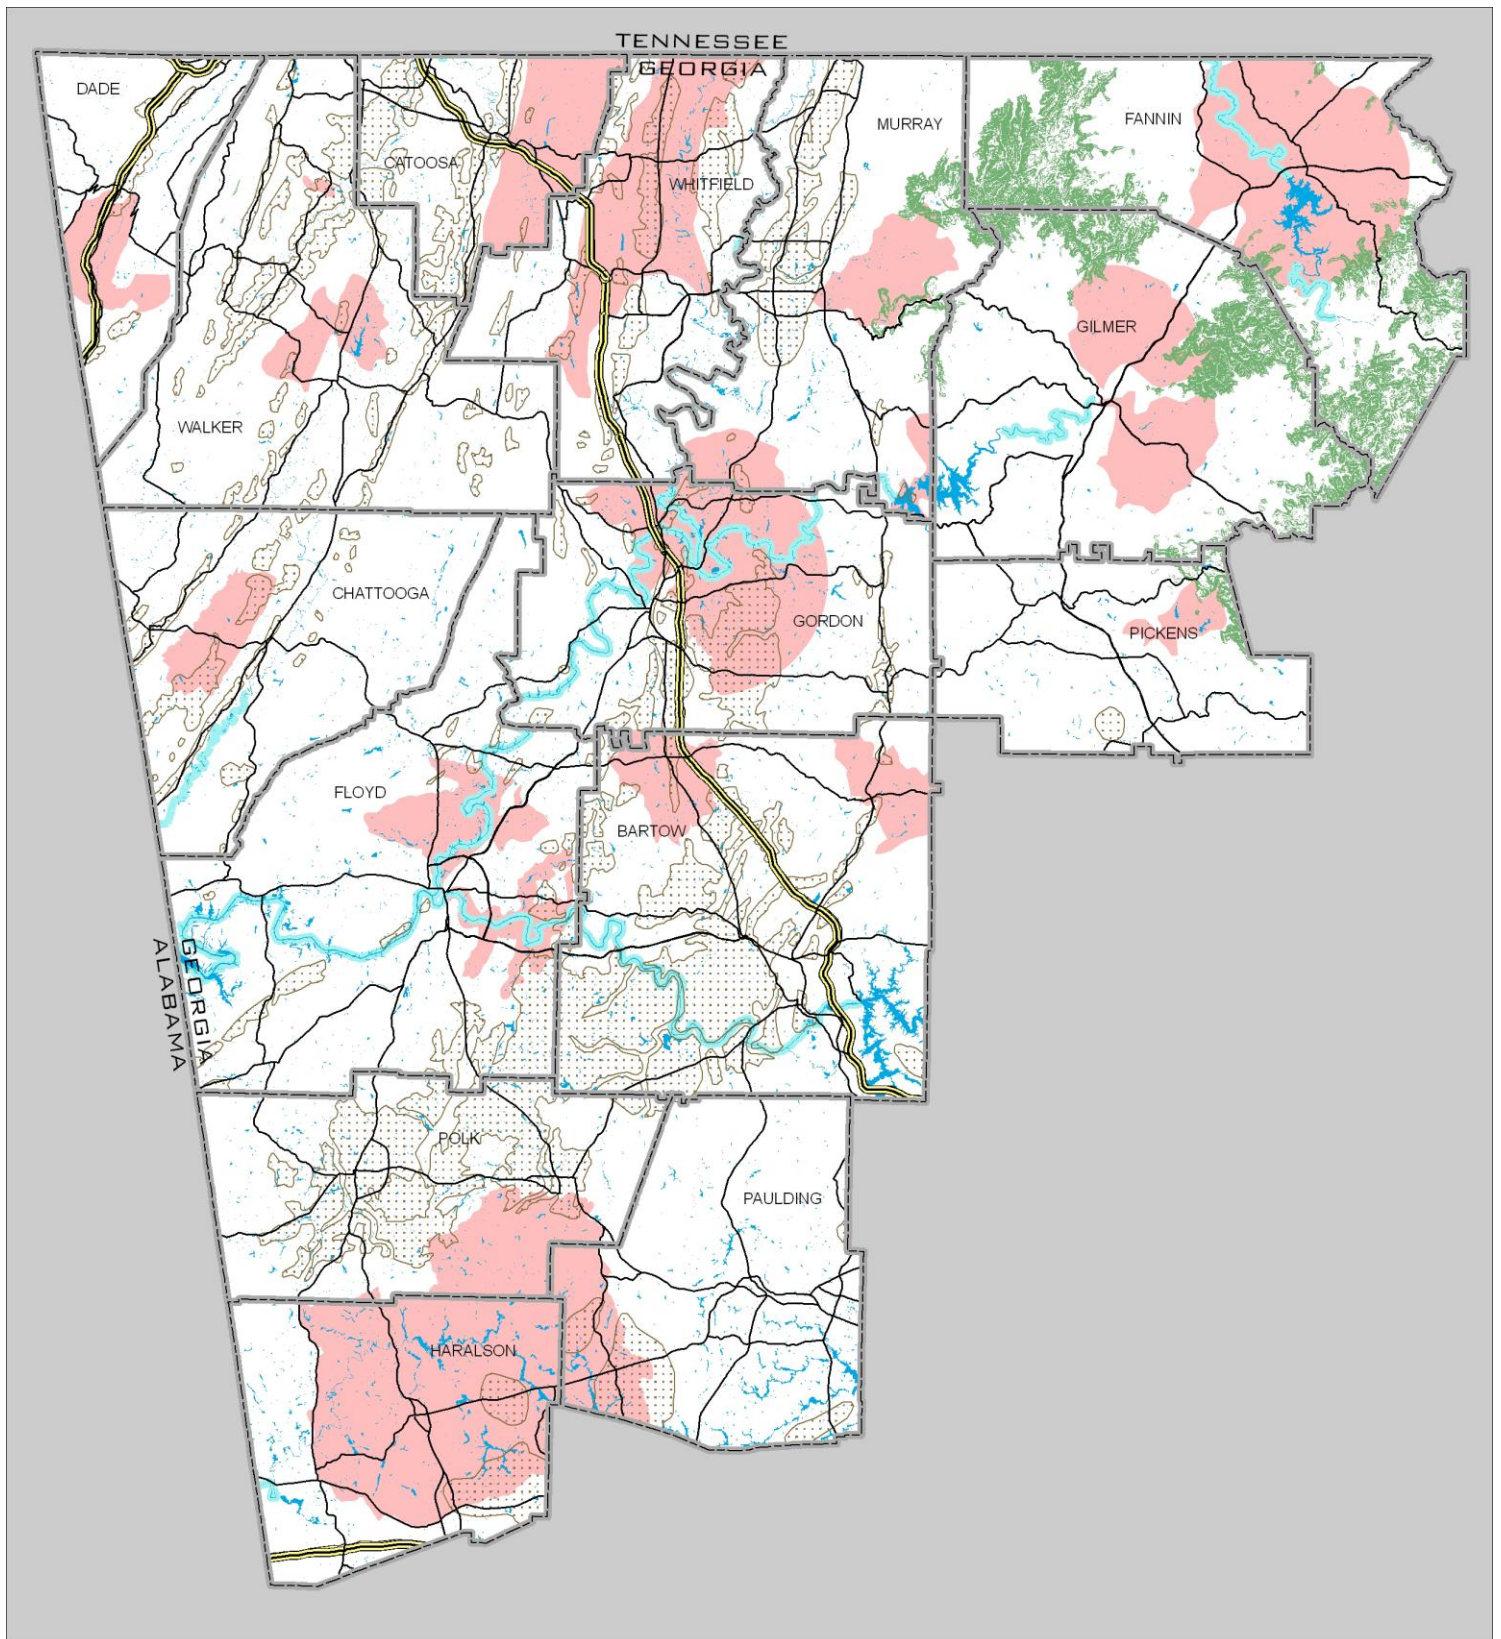 TENNESSEE
GEORGIA
DADE
MURRAY
FANNIN
CATOOSA
WHITFIELD
GILMER
WALKER
CHATTOOGA
GORDON
PICKENS
FLOYD
BARTOW
GEORGIA
ALABAMA
POLK
PAULDING
HARALSON